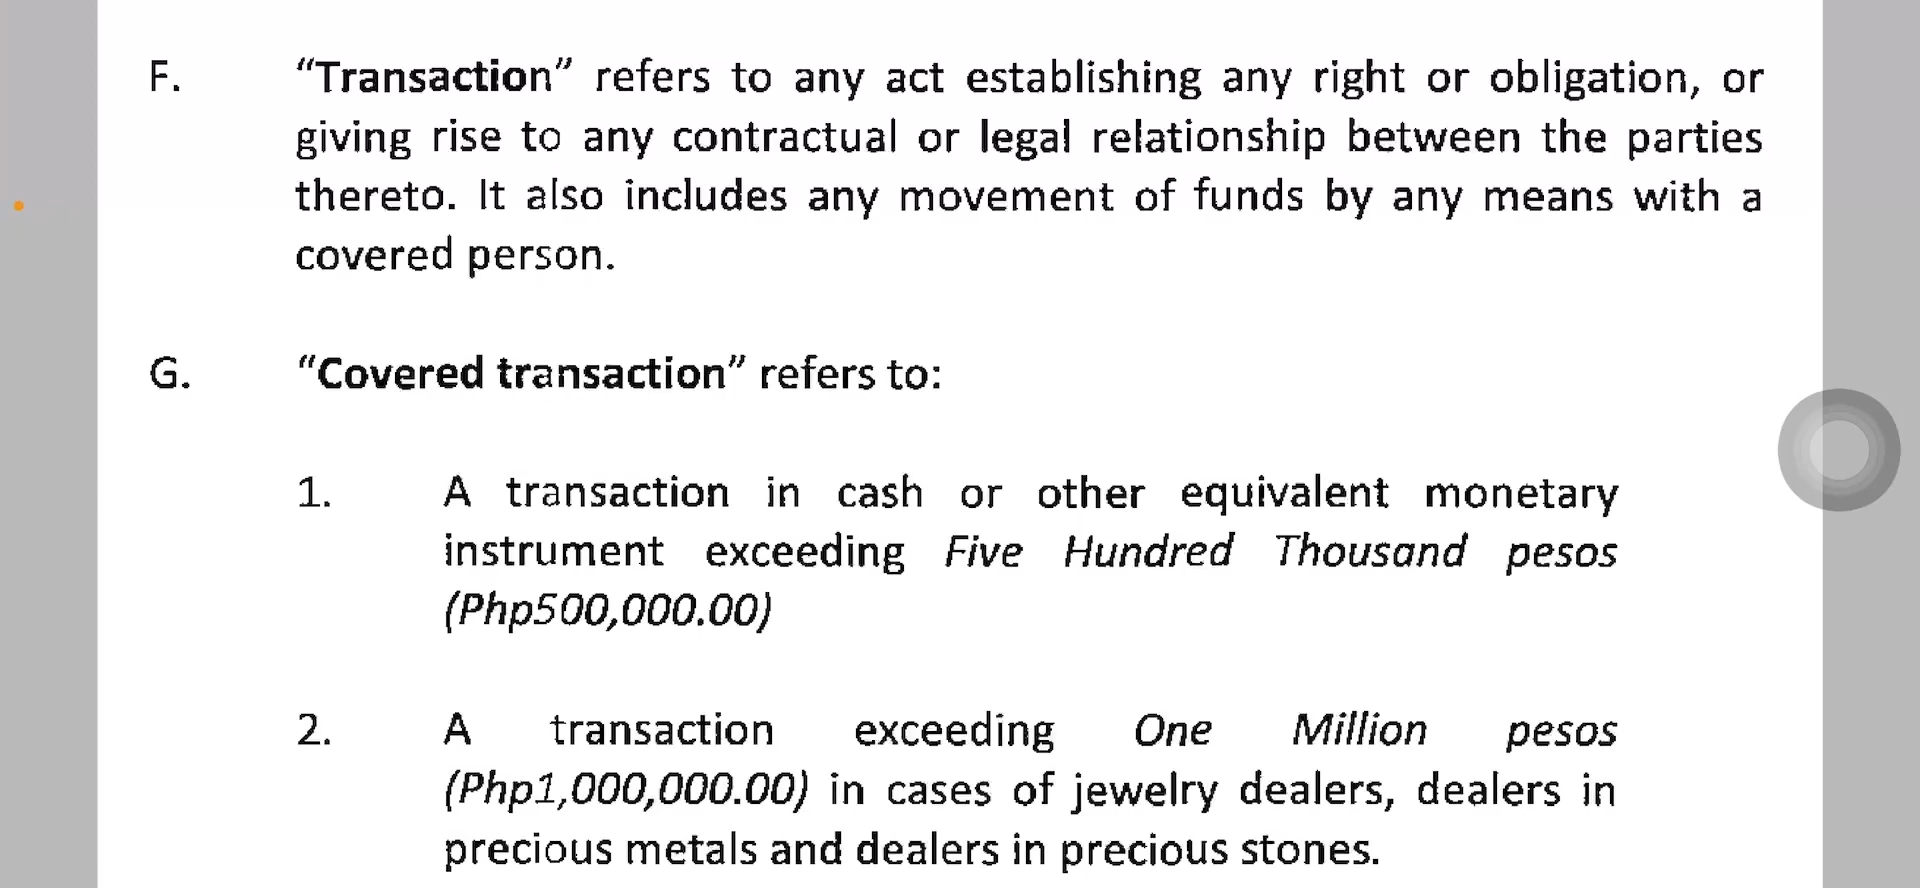 F. “Transaction” refers to any act establishing any right or obligation, or
giving rise to any contractual or legal relationship between the parties
thereto. It also includes any movement of funds by any means with a
covered person.
G. “Covered transaction” refers to:
1. A transaction in cash or other equivalent monetary
instrument exceeding Five Hundred Thousand pesos
(Php500,000.00)
2. A transaction exceeding One Million pesos
(Php1,000,000.00) in cases of jewelry dealers, dealers in
precious metals and dealers in precious stones.